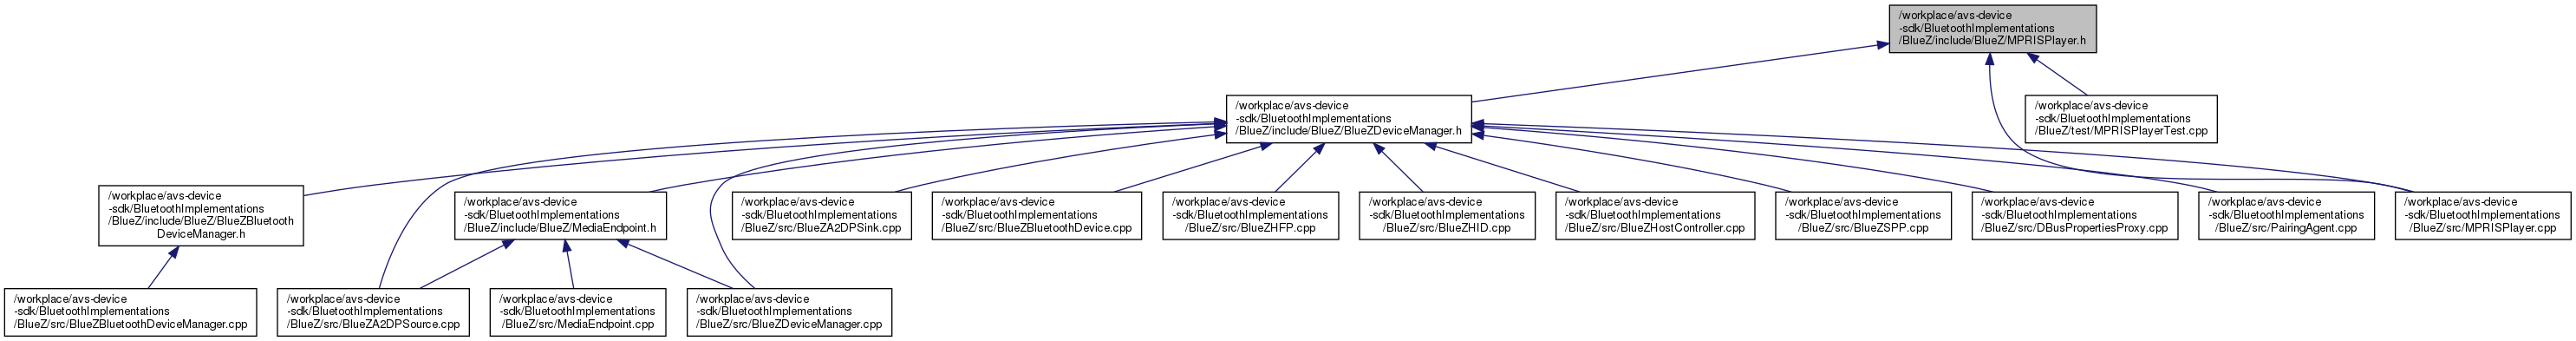 /workplace/avs-device
-sdk/BluetoothImplementations
/BlueZ/include/BlueZ/MPRISPlayer.h
/workplace/avs-device
-sdk/BluetoothImplementations
/BlueZ/include/BlueZ/BlueZDeviceManager.h
/workplace/avs-device
-sdk/BluetoothImplementations
/BlueZ/test/MPRISPlayerTest.cpp
/workplace/avs-device
-sdk/BluetoothImplementations
/BlueZ/include/BlueZ/BlueZBluetooth
DeviceManager.h
/workplace/avs-device
-sdk/BluetoothImplementations
/BlueZ/include/BlueZ/MediaEndpoint.h
/workplace/avs-device
-sdk/BluetoothImplementations
/BlueZ/src/BlueZA2DPSink.cpp
/workplace/avs-device
-sdk/BluetoothImplementations
/BlueZ/src/BlueZBluetoothDevice.cpp
/workplace/avs-device
-sdk/BluetoothImplementations
/BlueZ/src/BlueZHFP.cpp
/workplace/avs-device
-sdk/BluetoothImplementations
/BlueZ/src/BlueZHID.cpp
/workplace/avs-device
-sdk/BluetoothImplementations
/BlueZ/src/BlueZHostController.cpp
/workplace/avs-device
-sdk/BluetoothImplementations
/BlueZ/src/BlueZSPP.cpp
/workplace/avs-device
-sdk/BluetoothImplementations
/BlueZ/src/DBusPropertiesProxy.cpp
/workplace/avs-device
-sdk/BluetoothImplementations
/BlueZ/src/PairingAgent.cpp
/workplace/avs-device
-sdk/BluetoothImplementations
/BlueZ/src/MPRISPlayer.cpp
/workplace/avs-device
-sdk/BluetoothImplementations
/BlueZ/src/BlueZBluetoothDeviceManager.cpp
/workplace/avs-device
-sdk/BluetoothImplementations
/BlueZ/src/BlueZA2DPSource.cpp
/workplace/avs-device
-sdk/BluetoothImplementations
/BlueZ/src/MediaEndpoint.cpp
/workplace/avs-device
-sdk/BluetoothImplementations
/BlueZ/src/BlueZDeviceManager.cpp